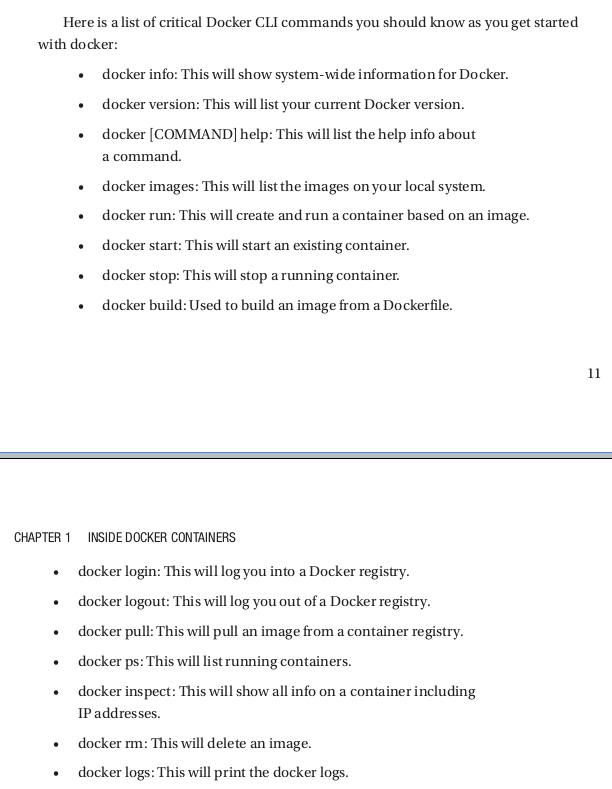 Here is a list of critical Docker CLI commands you should know as you get started
with docker:
• docker info: This will show system-wide information for Docker.
• docker version: This will list your current Docker version.
• docker [COMMAND] help: This will list the help info about
a command.
• docker images: This will list the images on your local system.
• docker run: This will create and run a container based on an image.
• docker start: This will start an existing container.
• docker stop: This will stop a running container.
• docker build: Used to build an image from a Dockerfile.
11
CHAPTER 1 INSIDE DOCKER CONTAINERS
• docker login: This will log you into a Docker registry.
• docker logout: This will log you out of a Docker registry.
• docker pull: This will pull an image from a container registry.
• docker ps: This will list running containers.
• docker inspect: This will show all info on a container including
IP addresses.
• docker rm: This will delete an image.
• docker logs: This will print the docker logs.